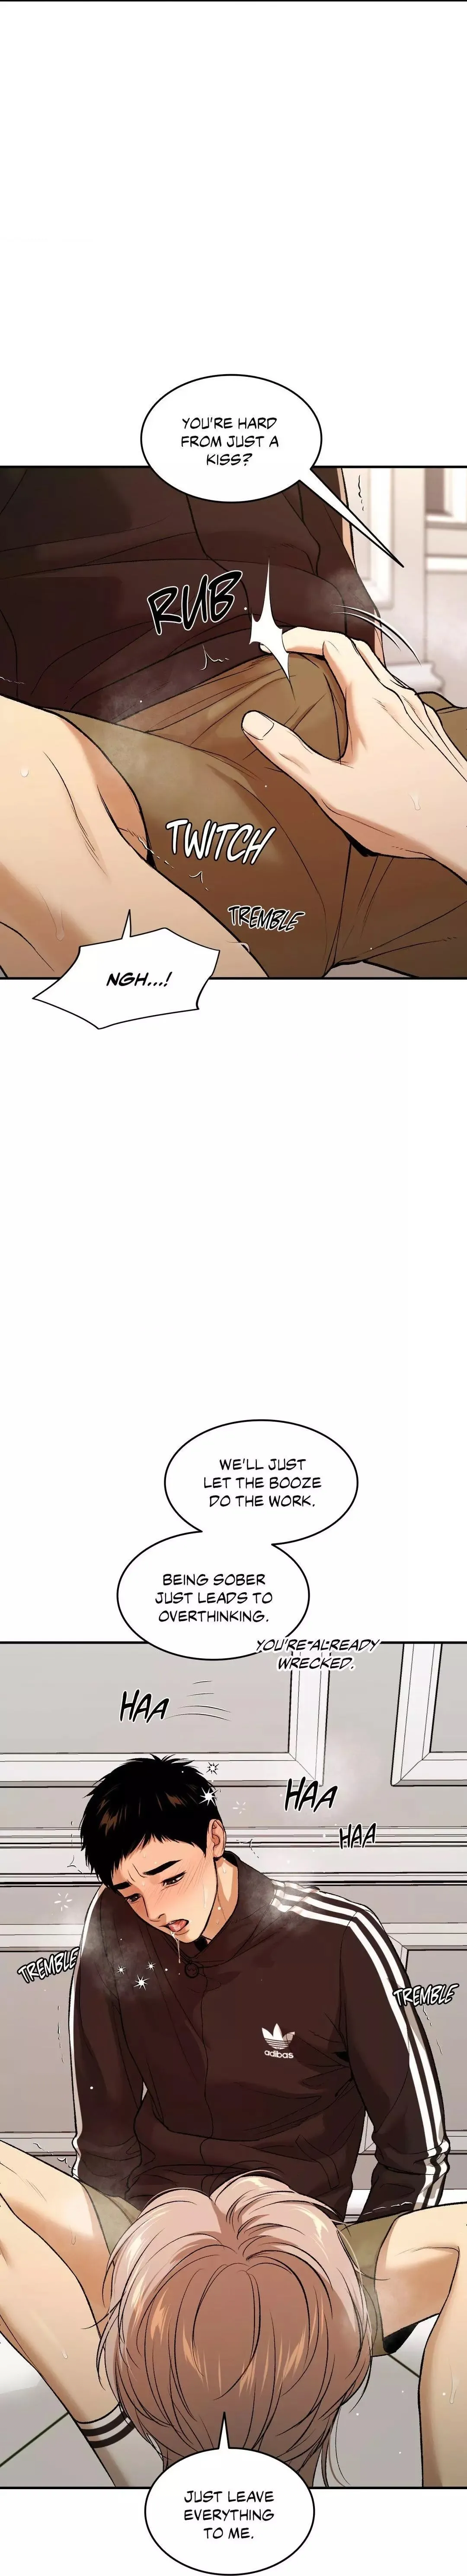 YOU'RE HARD
FROM JUST A
KISS?
RUB
TWITCH
TREMBLE
NGH...!
WE'LL JUST
LET THE BOOZE
DO THE WORK.
BEING SOBER
JUST LEADS TO
OVERTHINKING.
YOU'RE ALREADY
WRECKED.
HAA
HAA
HAA
TREMBLE
TREMBLE
adibas
JUST LEAVE
EVERYTHING
TO ME.